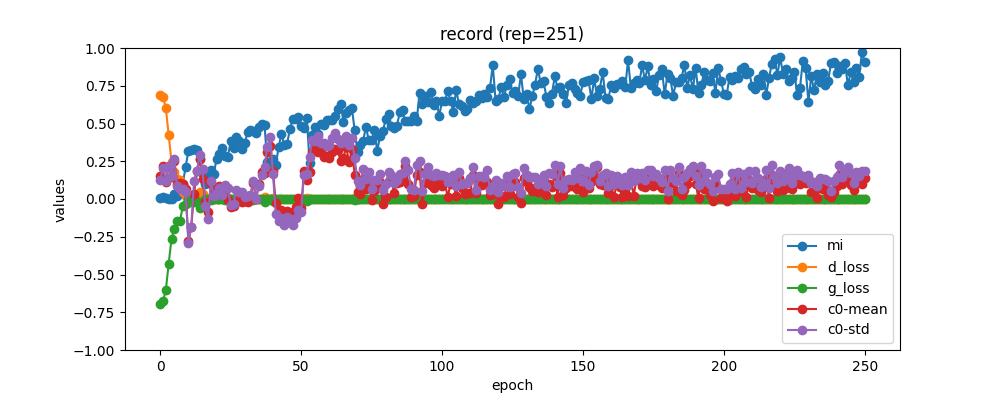 record (rep=251)
1.00
0.75
0.50
0.25
0.00
−0.25
−0.50
−0.75
−1.00
values
0
50
100
150
200
250
epoch
mi
d_loss
g_loss
c0-mean
c0-std